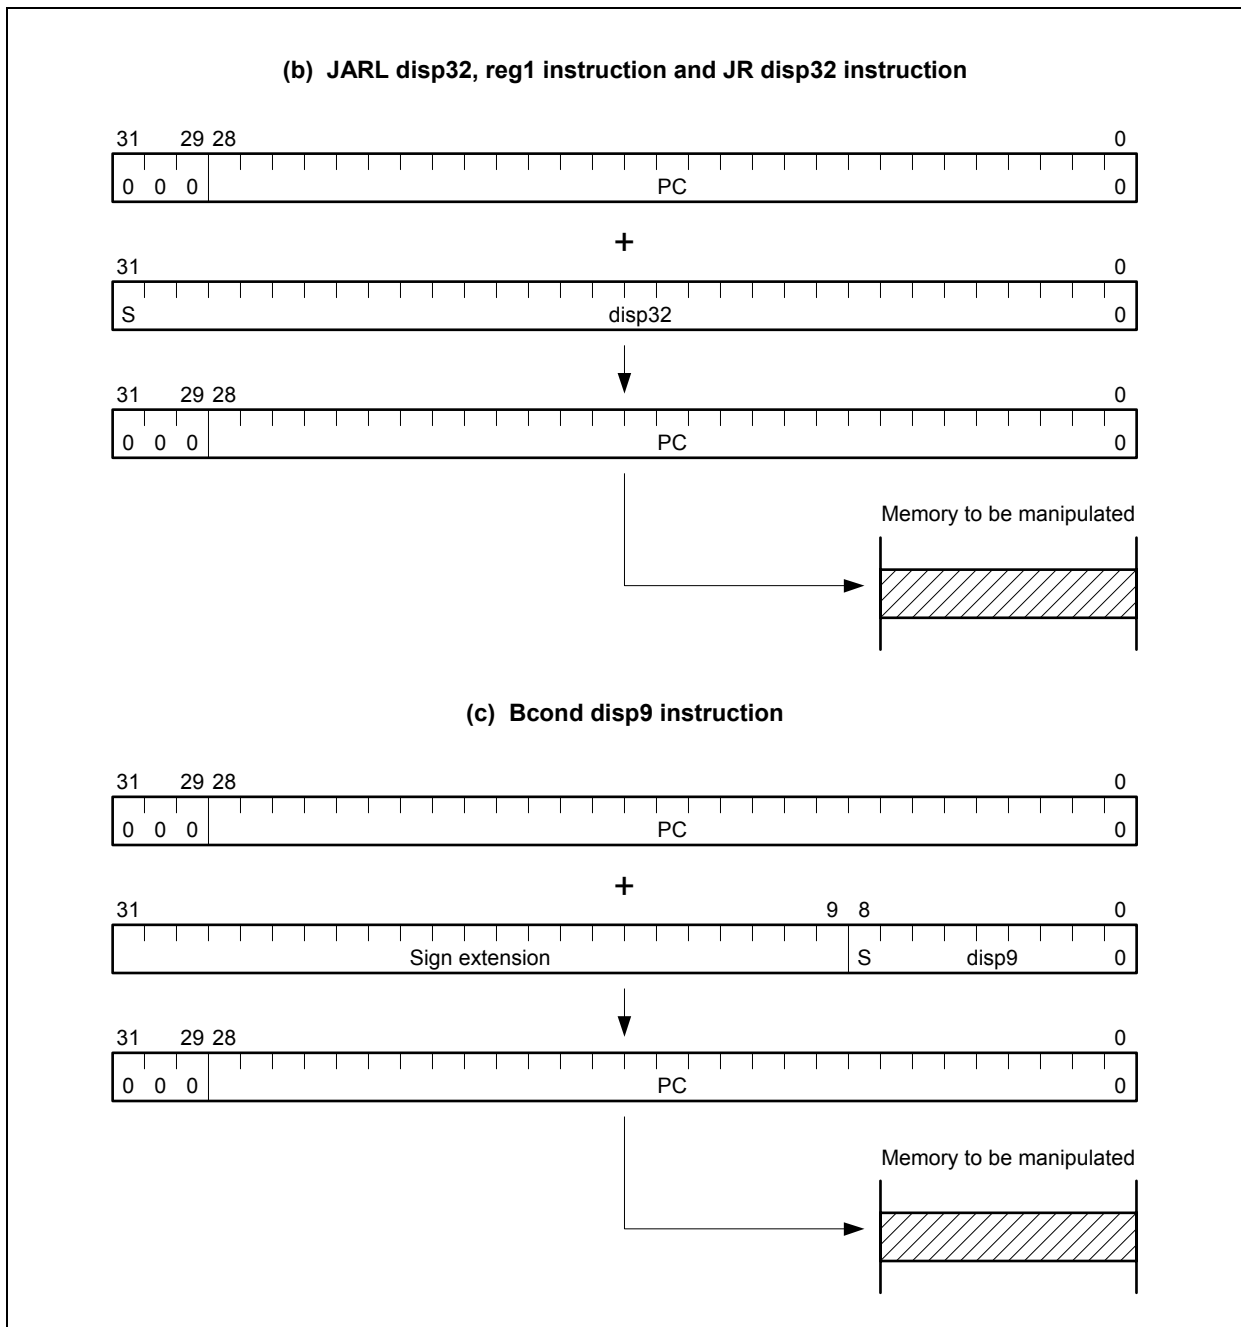 (b) JARL disp32, reg1 instruction and JR disp32 instruction
31 29 28 0
0 0 0 PC 0
+
31 0
S disp32 0
31 29 28 0
0 0 0 PC 0
Memory to be manipulated
(c) Bcond disp9 instruction
31 29 28 0
0 0 0 PC 0
+
31 9 8 0
Sign extension S disp9 0
31 29 28 0
0 0 0 PC 0
Memory to be manipulated